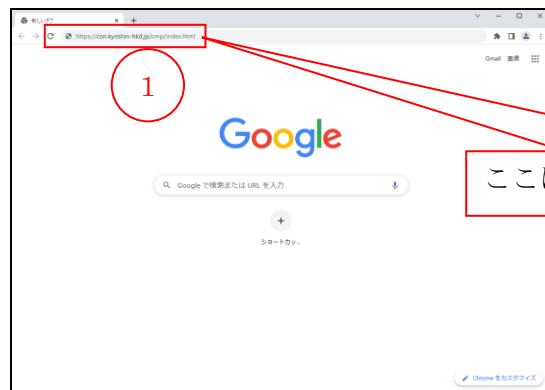 新しいタブ
https://con.kyoshin-hkd.jp/cmp/index.html
Gmail 画像
1
Google
Google で検索または URL を入力
ここに
ショートカッ...
Chrome をカスタマイズ